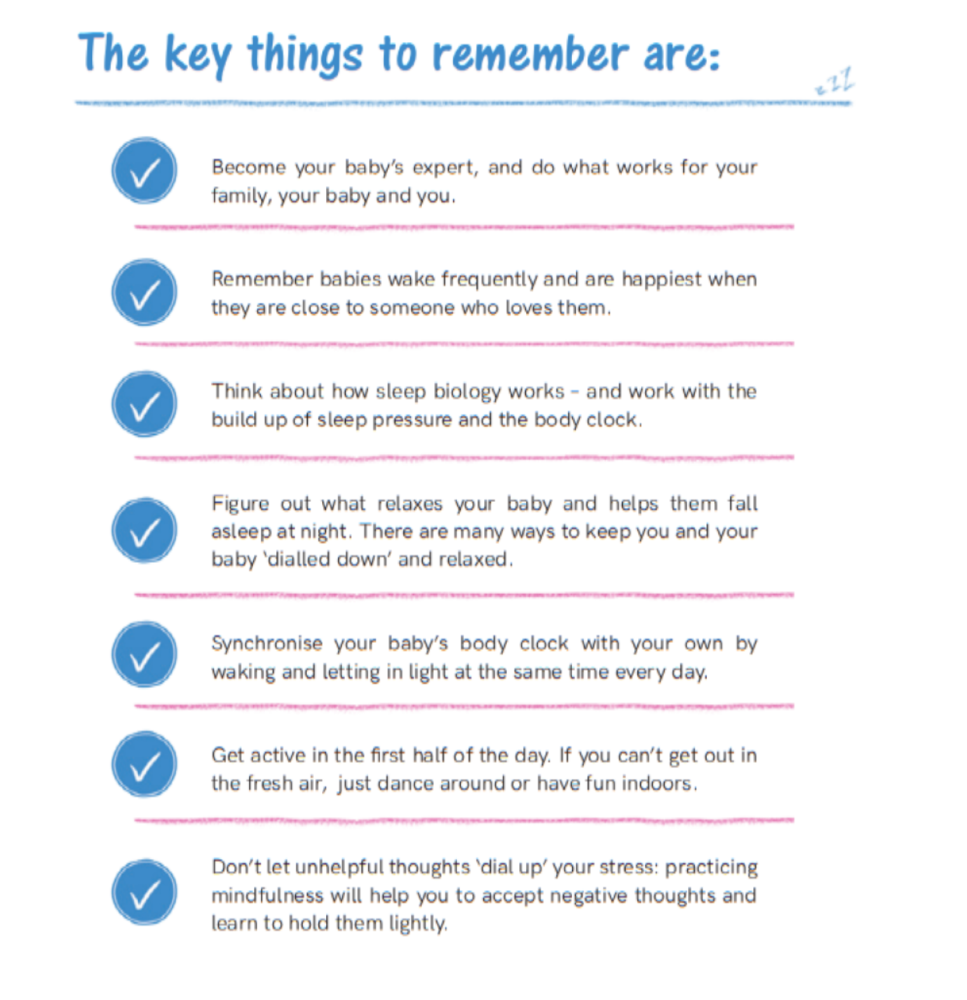 The key things to remember are:
zzZ
Become your baby's expert, and do what works for your
family, your baby and you.
Remember babies wake frequently and are happiest when
they are close to someone who loves them.
Think about how sleep biology works – and work with the
build up of sleep pressure and the body clock.
Figure out what relaxes your baby and helps them fall
asleep at night. There are many ways to keep you and your
baby ‘dialled down’ and relaxed.
Synchronise your baby's body clock with your own by
waking and letting in light at the same time every day.
Get active in the first half of the day. If you can't get out in
the fresh air, just dance around or have fun indoors.
Don't let unhelpful thoughts ‘dial up’ your stress: practicing
mindfulness will help you to accept negative thoughts and
learn to hold them lightly.